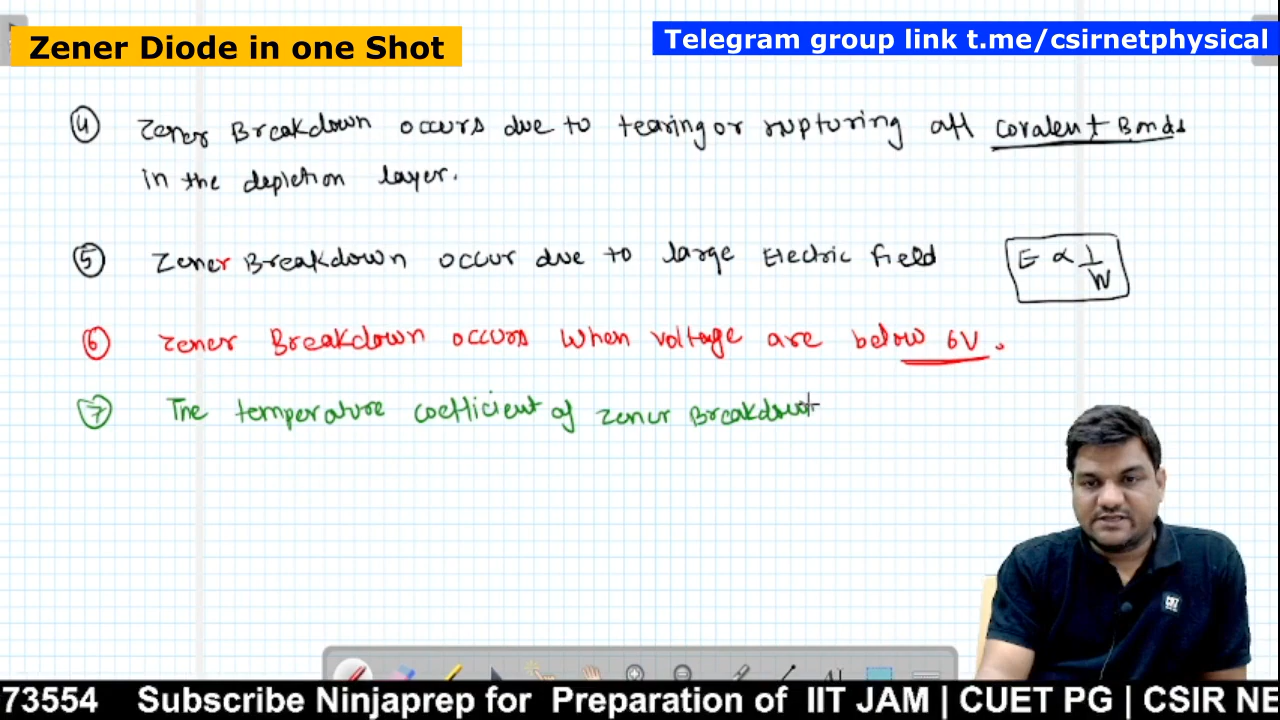 Zener Diode in one Shot
Telegram group link t.me/csirnetphysical
④ Zener Breakdown occurs due to tearing or rupturing off Covalent Bonds
in the depletion layer.
⑤ Zener Breakdown occur due to large Electric field E ∝ 1/W
⑥ Zener Breakdown occurs when voltage are below 6V.
⑦ The temperature coefficient of zener
73554 Subscribe Ninjaprep for Preparation of IIT JAM | CUET PG | CSIR NE